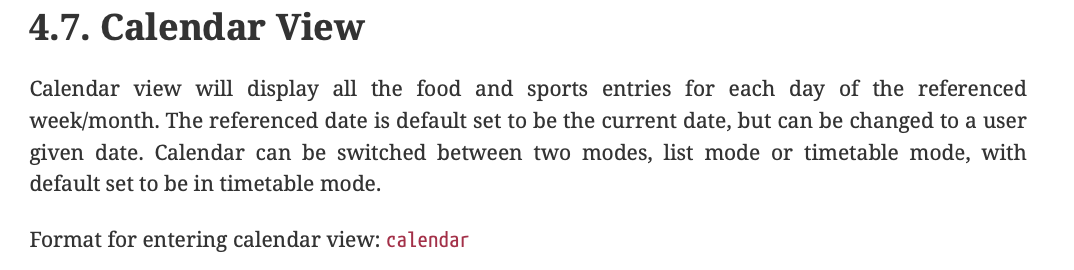 4.7. Calendar View
Calendar view will display all the food and sports entries for each day of the referenced
week/month. The referenced date is default set to be the current date, but can be changed to a user
given date. Calendar can be switched between two modes, list mode or timetable mode, with
default set to be in timetable mode.
Format for entering calendar view: calendar